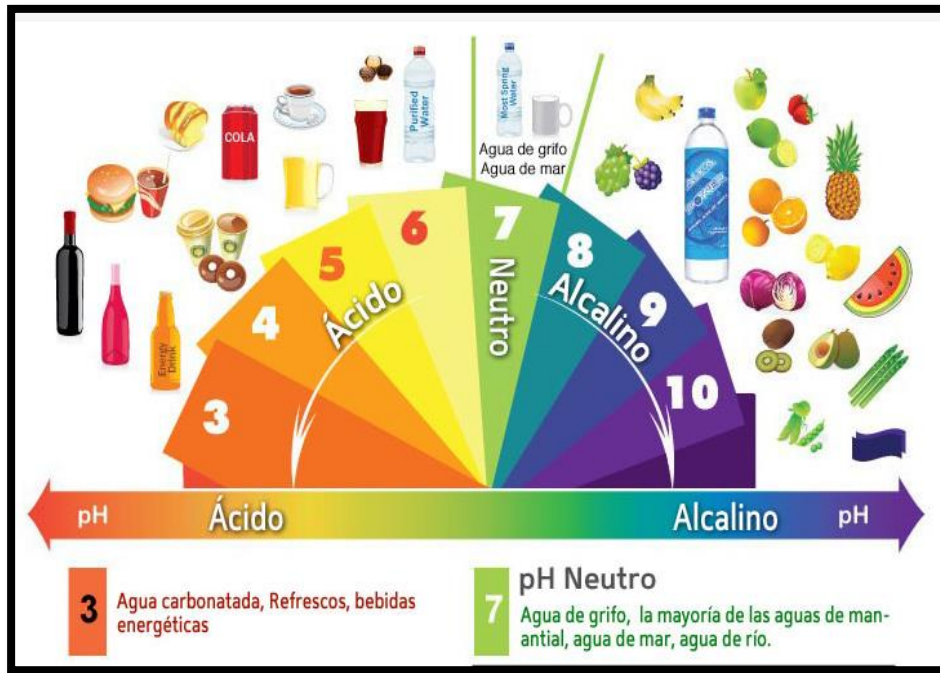 COLA
Purified
Water
Most Spring
Water
Agua de grifo
Agua de mar
Energy
Drink
3
4
5
6
7
8
9
10
Ácido
Neutro
Alcalino
pH
Ácido
Alcalino
pH
3
Agua carbonatada, Refrescos, bebidas
energéticas
7
pH Neutro
Agua de grifo, la mayoría de las aguas de man-
antial, agua de mar, agua de río.